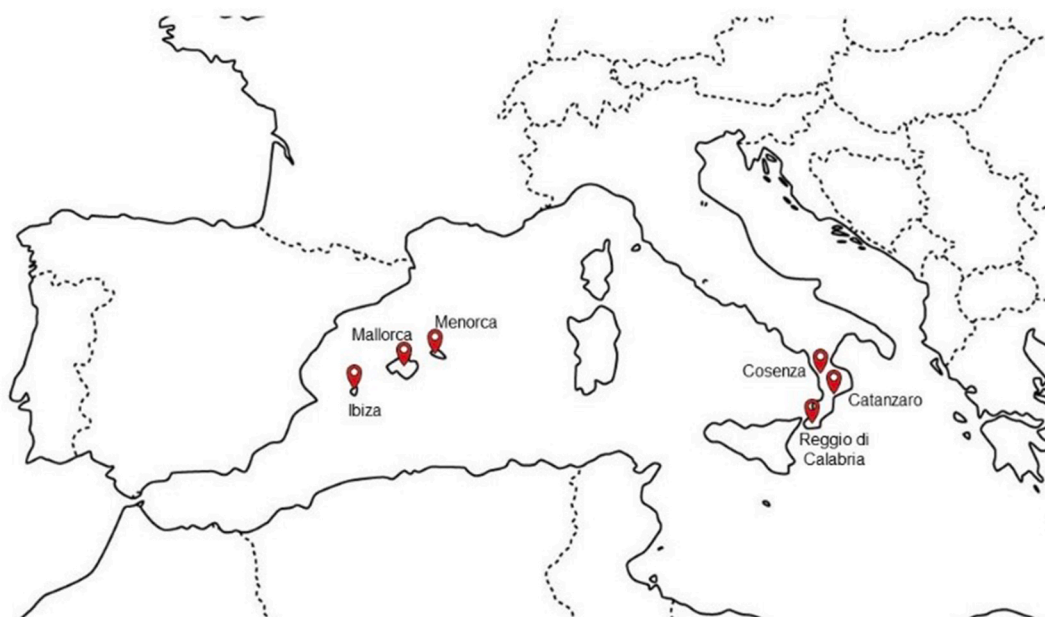 Menorca
Mallorca
Ibiza
Cosenza
Catanzaro
Reggio di
Calabria